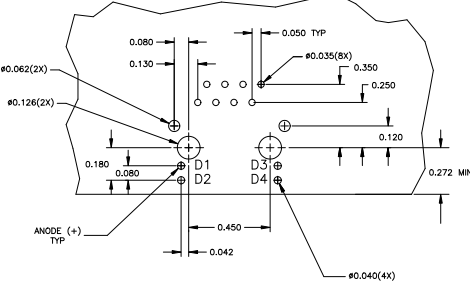 0.050 TYP
0.080
ø0.035(8X)
0.130
0.350
ø0.062(2X)
0.250
ø0.126(2X)
0.120
0.180
D1
D3
0.080
D2
D4
0.272 MIN
ANODE (+)
TYP
0.450
0.042
ø0.040(4X)